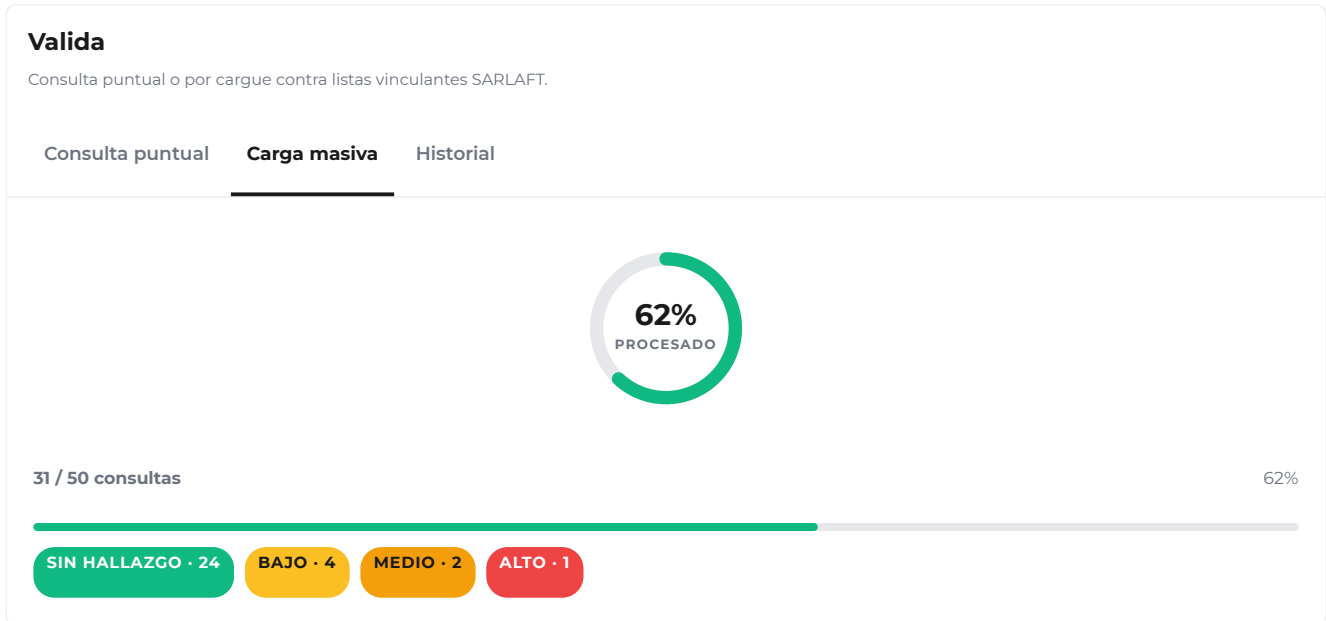 Valida
Consulta puntual o por cargue contra listas vinculantes SARLAFT.
Consulta puntual Carga masiva Historial
62%
PROCESADO
31 / 50 consultas 62%
SIN HALLAZGO · 24 BAJO · 4 MEDIO · 2 ALTO · 1